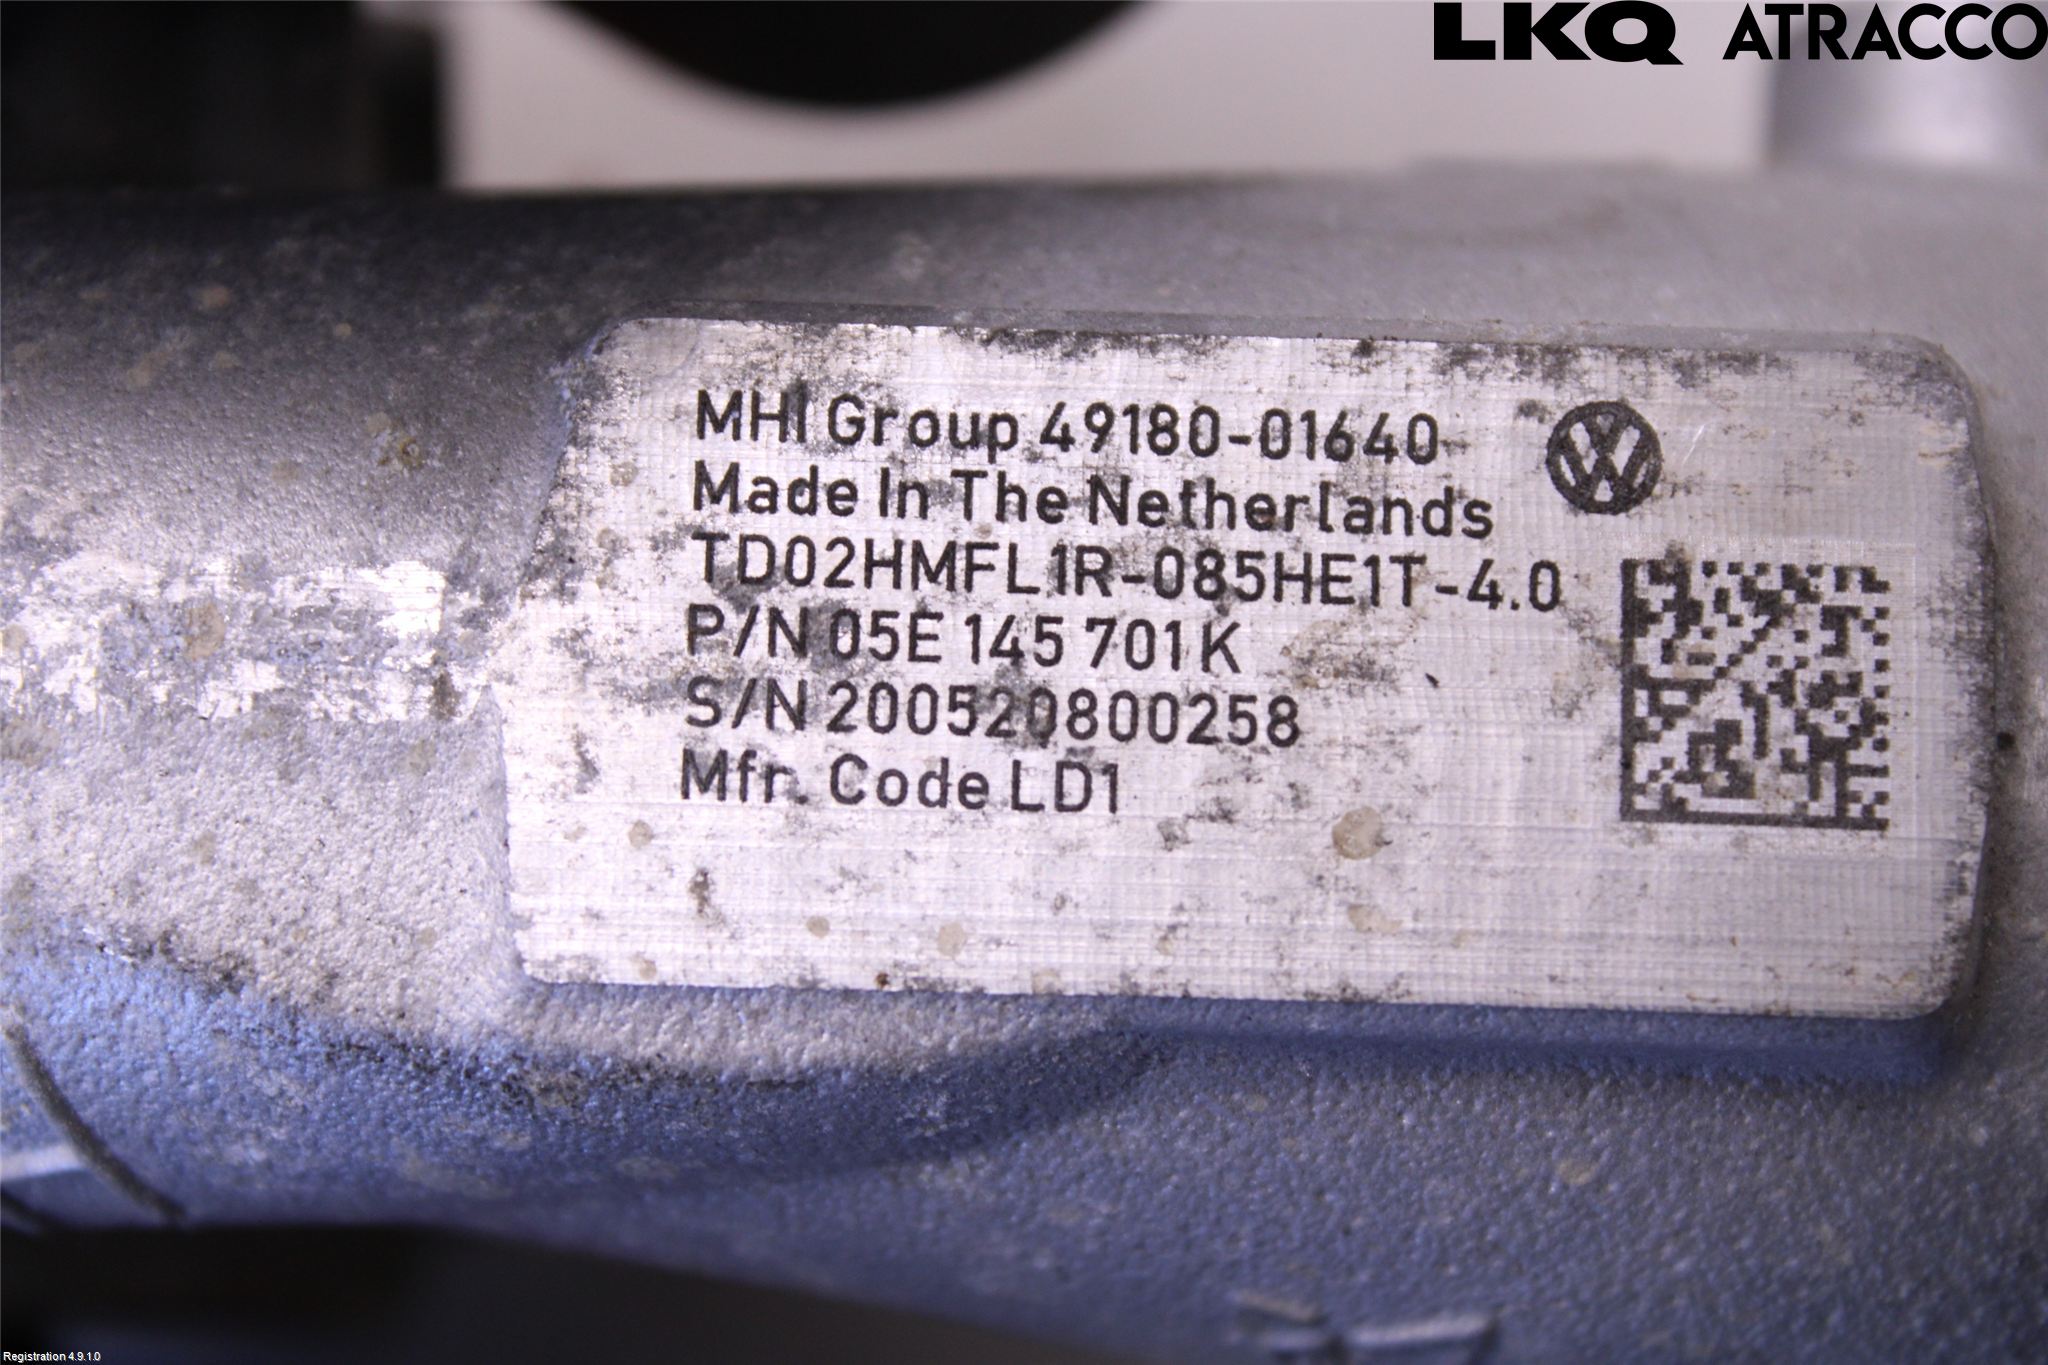 LKQ ATRACCO
MHI Group 49180-01640
Made In The Netherlands
TD02HMFL1R-085HE1T-4.0
P/N 05E 145 701 K
S/N 200520800258
Mfr. Code LD1
Registration 4.9.1.0